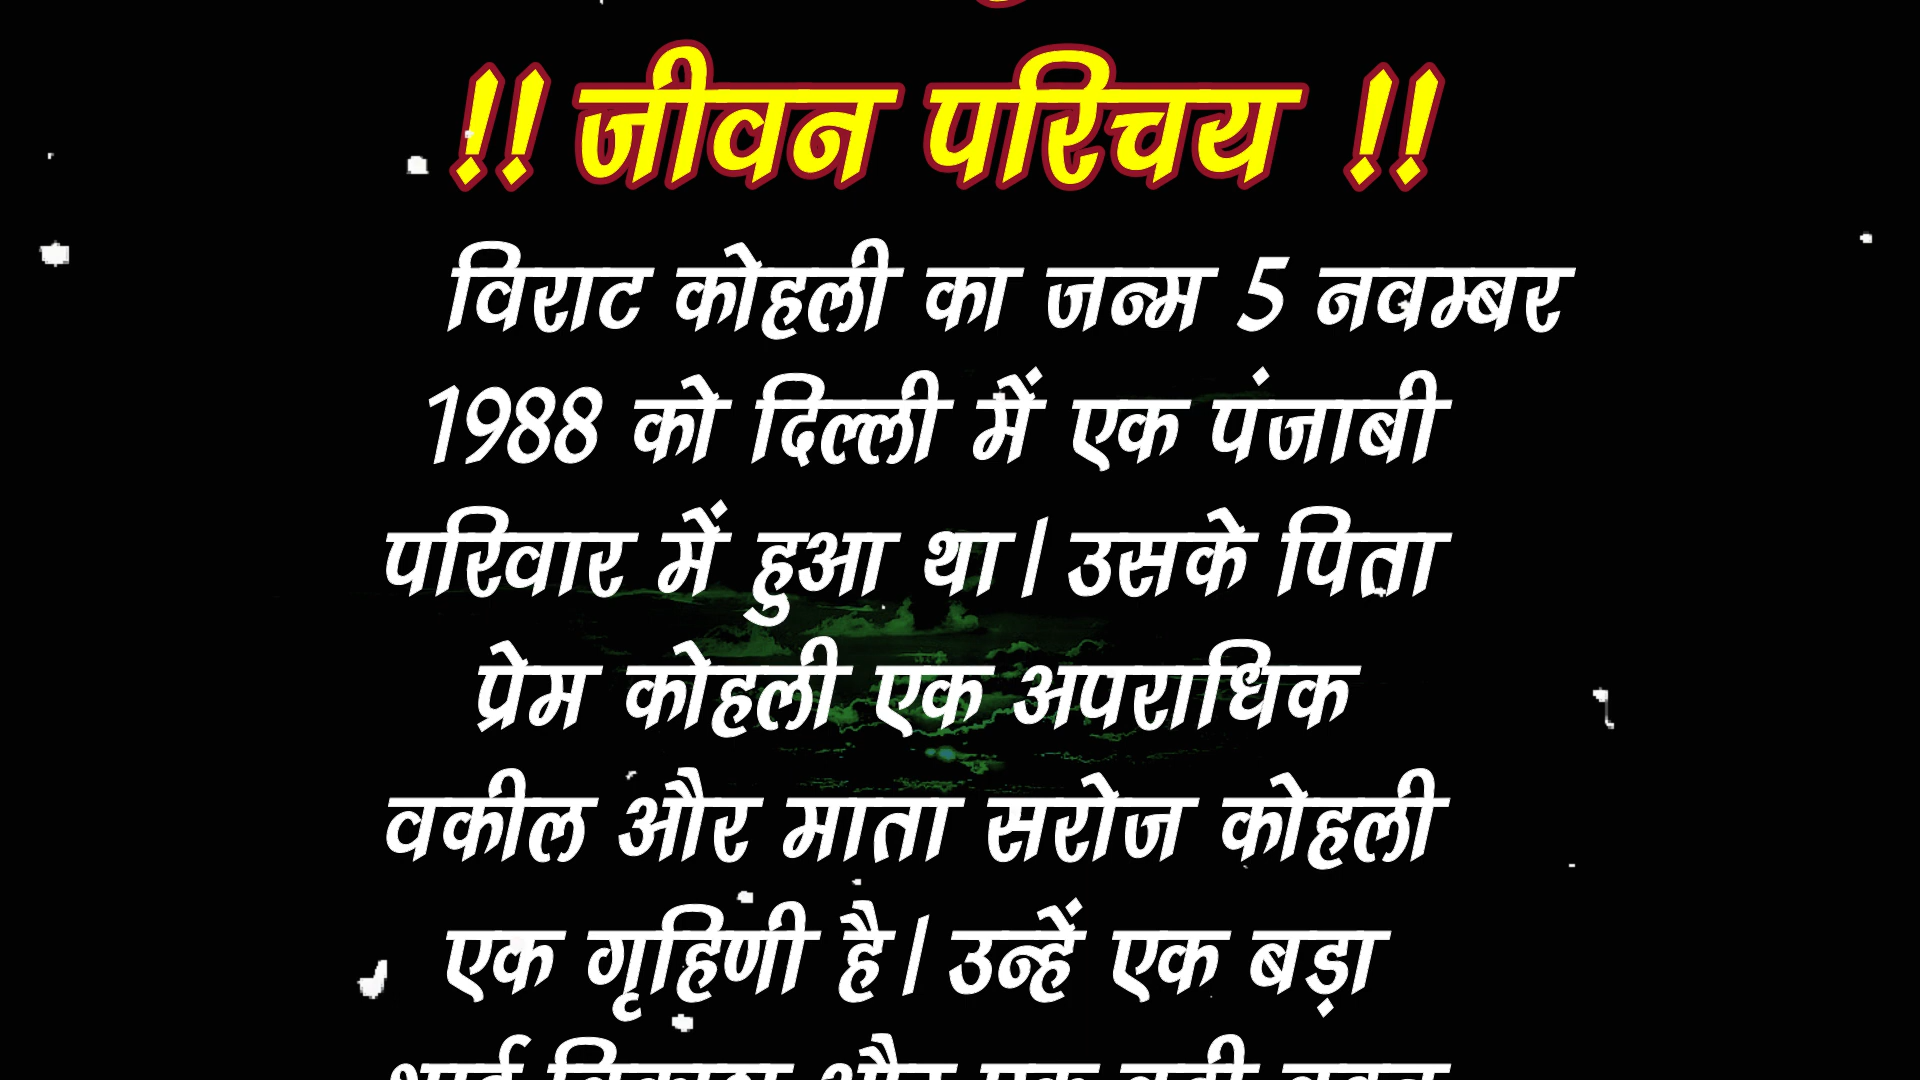 !! जीवन परिचय !!
विराट कोहली का जन्म 5 नवम्बर
1988 को दिल्ली में एक पंजाबी
परिवार में हुआ था। उसके पिता
प्रेम कोहली एक अपराधिक
वकील और माता सरोज कोहली
एक गृहिणी है। उन्हें एक बड़ा